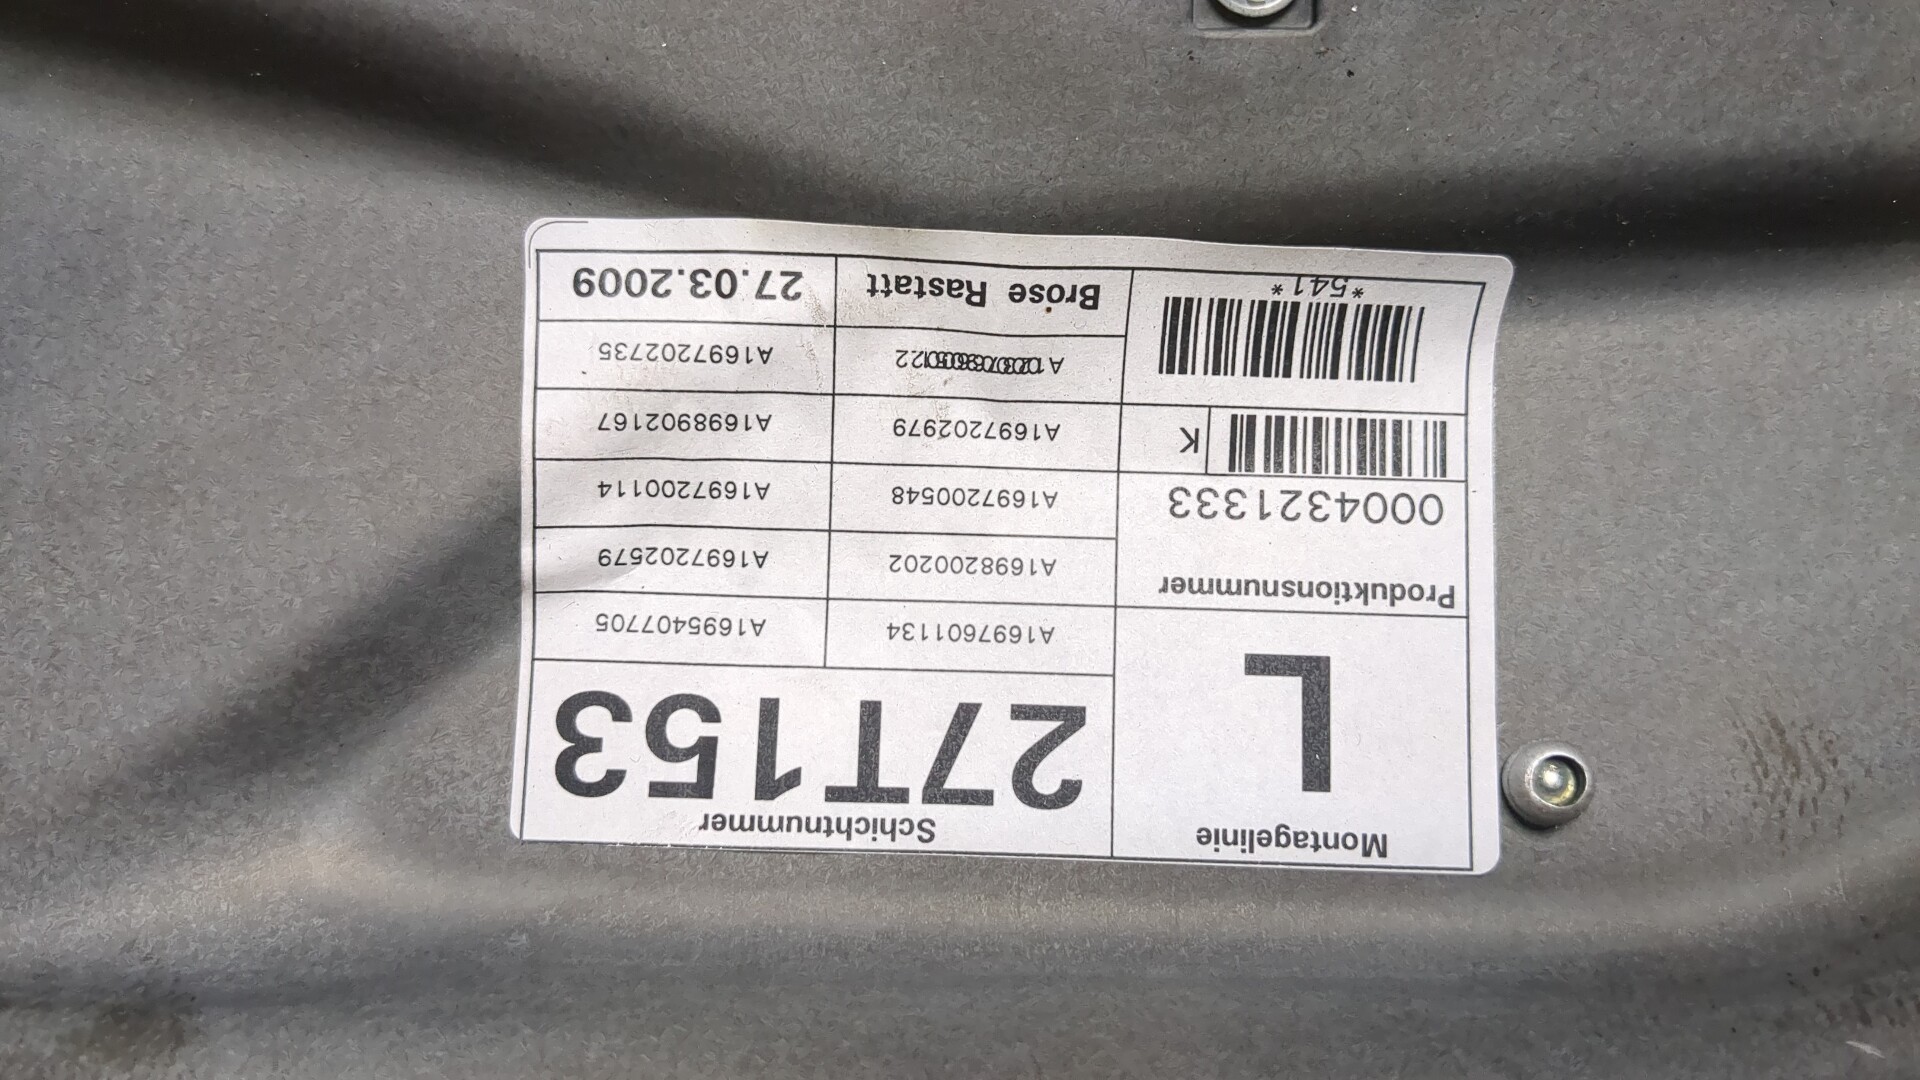 Montagelinie
L
Schichtnummer
27T153
A1697601134
A1695407705
A1698200202
A1697202579
Produktionsnummer
0004321333
K
A1697200548
A1697200114
A1697202979
A1698902167
A1697202735
*541*
Brose Rastatt
27.03.2009